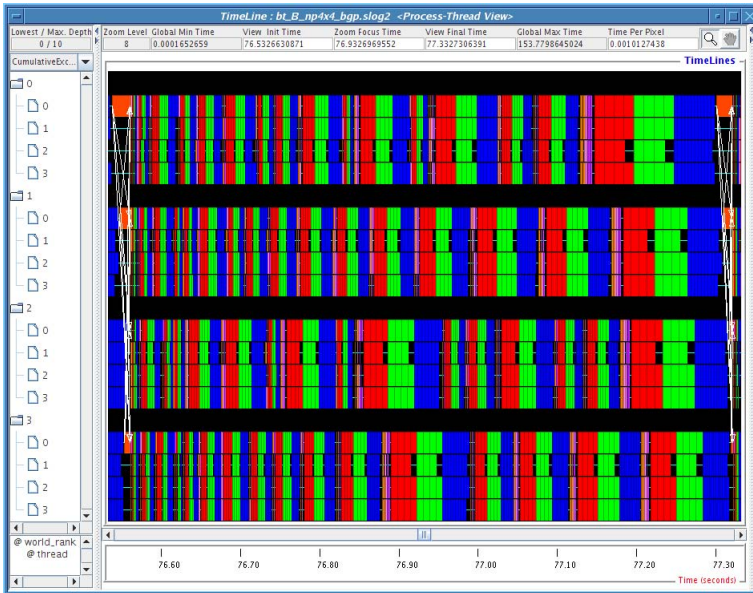 TimeLine : bt_B_np4x4_bgp.slog2 <Process-Thread View>
Lowest / Max. Depth
0 / 10
Zoom Level
8
Global Min Time
0.0001652659
View Init Time
76.5326630871
Zoom Focus Time
76.9326969552
View Final Time
77.3327306391
Global Max Time
153.7798645024
Time Per Pixel
0.0010127438
CumulativeExc...
TimeLines
0
0
1
2
3
1
0
1
2
3
2
0
1
2
3
3
0
1
2
3
@ world_rank
@ thread
76.60 76.70 76.80 76.90 77.00 77.10 77.20 77.30
Time (seconds)